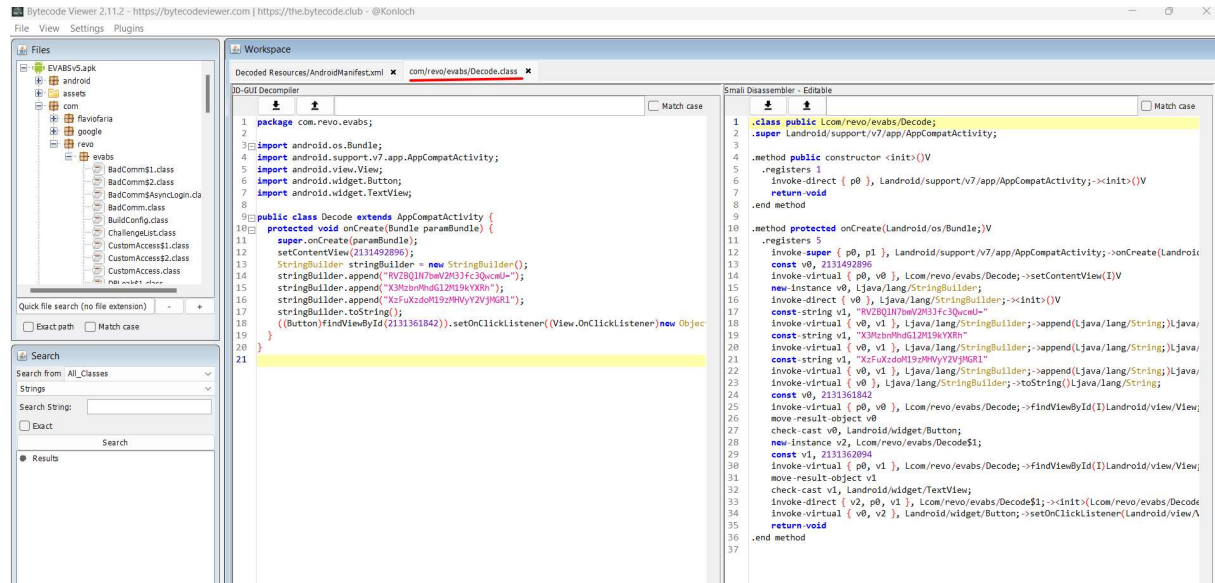 Bytecode Viewer 2.11.2 - https://bytecodeviewer.com | https://the.bytecode.club - @Konloch
File View Settings Plugins
Files
EVABSv5.apk
android
assets
com
flaviofaria
google
revo
evabs
BadComm$1.class
BadComm$2.class
BadComm$AsyncLogin.cla
BadComm.class
BuildConfig.class
ChallengeList.class
CustomAccess$1.class
CustomAccess$2.class
CustomAccess.class
DBLeak$1.class
Quick file search (no file extension) - +
Exact path Match case
Search
Search from All_Classes
Strings
Search String:
Exact
Search
Results
Workspace
Decoded Resources/AndroidManifest.xml com/revo/evabs/Decode.class
JD-GUI Decompiler
Match case
1 package com.revo.evabs;
2
3 import android.os.Bundle;
4 import android.support.v7.app.AppCompatActivity;
5 import android.view.View;
6 import android.widget.Button;
7 import android.widget.TextView;
8
9 public class Decode extends AppCompatActivity {
10 protected void onCreate(Bundle paramBundle) {
11 super.onCreate(paramBundle);
12 setContentView(2131492896);
13 StringBuilder stringBuilder = new StringBuilder();
14 stringBuilder.append("RVZBQlN7bmV2M3Jfc3QwcmU=");
15 stringBuilder.append("X3MzbnMhdGl2M19kYXRh");
16 stringBuilder.append("XzFuXzdoM19zMHVyY2VjMGRl");
17 stringBuilder.toString();
18 ((Button)findViewById(2131361842)).setOnClickListener((View.OnClickListener)new Objec
19 }
20 }
21
Smali Disassembler - Editable
Match case
1 .class public Lcom/revo/evabs/Decode;
2 .super Landroid/support/v7/app/AppCompatActivity;
3
4 .method public constructor <init>()V
5 .registers 1
6 invoke-direct { p0 }, Landroid/support/v7/app/AppCompatActivity;-><init>()V
7 return-void
8 .end method
9
10 .method protected onCreate(Landroid/os/Bundle;)V
11 .registers 5
12 invoke-super { p0, p1 }, Landroid/support/v7/app/AppCompatActivity;->onCreate(Landroid
13 const v0, 2131492896
14 invoke-virtual { p0, v0 }, Lcom/revo/evabs/Decode;->setContentView(I)V
15 new-instance v0, Ljava/lang/StringBuilder;
16 invoke-direct { v0 }, Ljava/lang/StringBuilder;-><init>()V
17 const-string v1, "RVZBQlN7bmV2M3Jfc3QwcmU="
18 invoke-virtual { v0, v1 }, Ljava/lang/StringBuilder;->append(Ljava/lang/String;)Ljava/
19 const-string v1, "X3MzbnMhdGl2M19kYXRh"
20 invoke-virtual { v0, v1 }, Ljava/lang/StringBuilder;->append(Ljava/lang/String;)Ljava/
21 const-string v1, "XzFuXzdoM19zMHVyY2VjMGRl"
22 invoke-virtual { v0, v1 }, Ljava/lang/StringBuilder;->append(Ljava/lang/String;)Ljava/
23 invoke-virtual { v0 }, Ljava/lang/StringBuilder;->toString()Ljava/lang/String;
24 const v0, 2131361842
25 invoke-virtual { p0, v0 }, Lcom/revo/evabs/Decode;->findViewById(I)Landroid/view/View;
26 move-result-object v0
27 check-cast v0, Landroid/widget/Button;
28 new-instance v2, Lcom/revo/evabs/Decode$1;
29 const v1, 2131362094
30 invoke-virtual { p0, v1 }, Lcom/revo/evabs/Decode;->findViewById(I)Landroid/view/View;
31 move-result-object v1
32 check-cast v1, Landroid/widget/TextView;
33 invoke-direct { v2, p0, v1 }, Lcom/revo/evabs/Decode$1;-><init>(Lcom/revo/evabs/Decode
34 invoke-virtual { v0, v2 }, Landroid/widget/Button;->setOnClickListener(Landroid/view/V
35 return-void
36 .end method
37